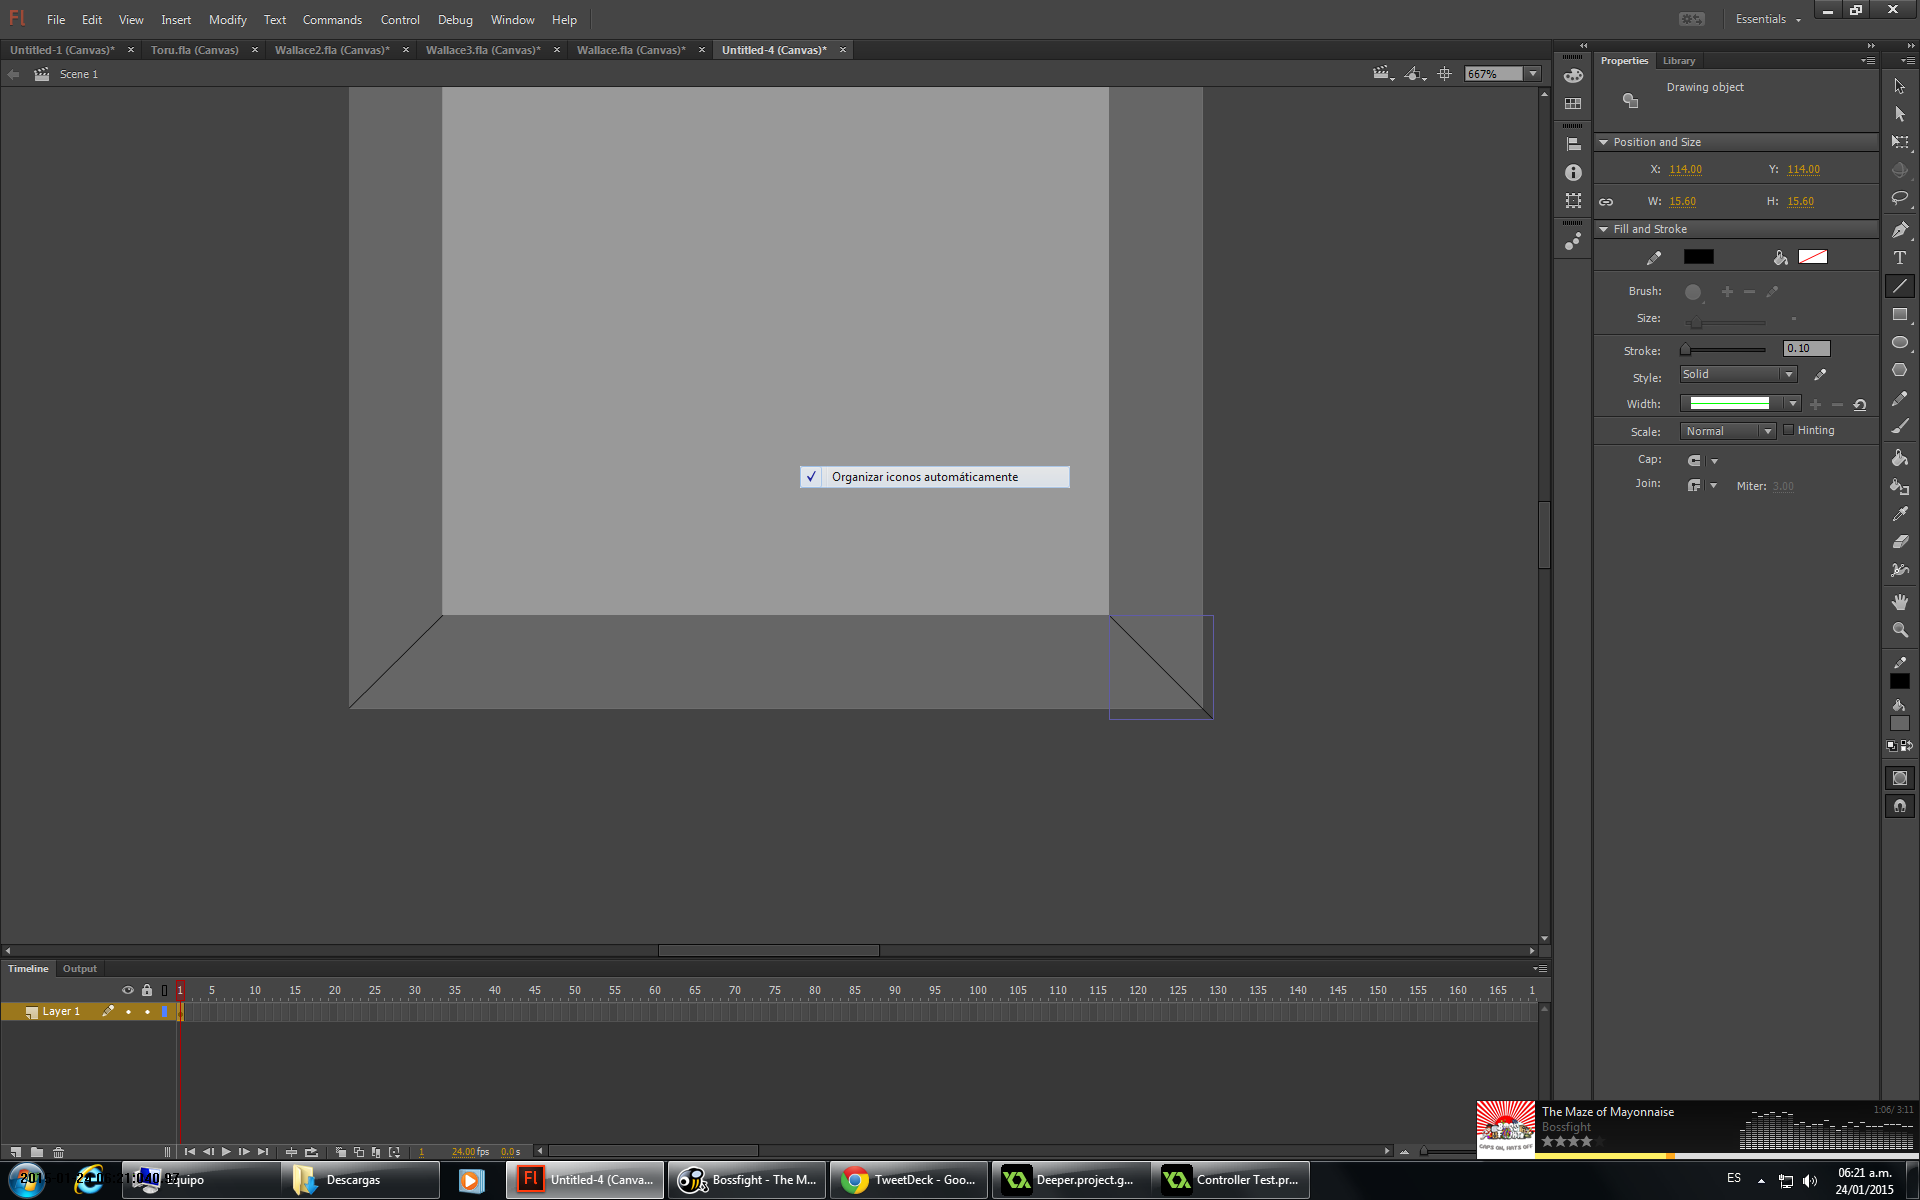 Fl File Edit View Insert Modify Text Commands Control Debug Window Help Essentials
Untitled-1 (Canvas)* Toru.fla (Canvas) Wallace2.fla (Canvas)* Wallace3.fla (Canvas)* Wallace.fla (Canvas)* Untitled-4 (Canvas)*
Scene 1 667%
Properties Library
Drawing object
Position and Size
X: 114.00 Y: 114.00
W: 15.60 H: 15.60
Fill and Stroke
Brush:
Size:
Stroke: 0.10
Style: Solid
Width:
Scale: Normal Hinting
Cap:
Join: Miter: 3.00
Organizar iconos automáticamente
Timeline Output
1 5 10 15 20 25 30 35 40 45 50 55 60 65 70 75 80 85 90 95 100 105 110 115 120 125 130 135 140 145 150 155 160 165 1
Layer 1
1 24.00 fps 0.0 s
The Maze of Mayonnaise 1:06/ 3:11
Bossfight
GAPS ON, HATS OFF
Equipo Descargas Fl Untitled-4 (Canva... Bossfight - The M... TweetDeck - Goo... Deeper.project.g... Controller Test.pr...
ES 06:21 a.m.
24/01/2015